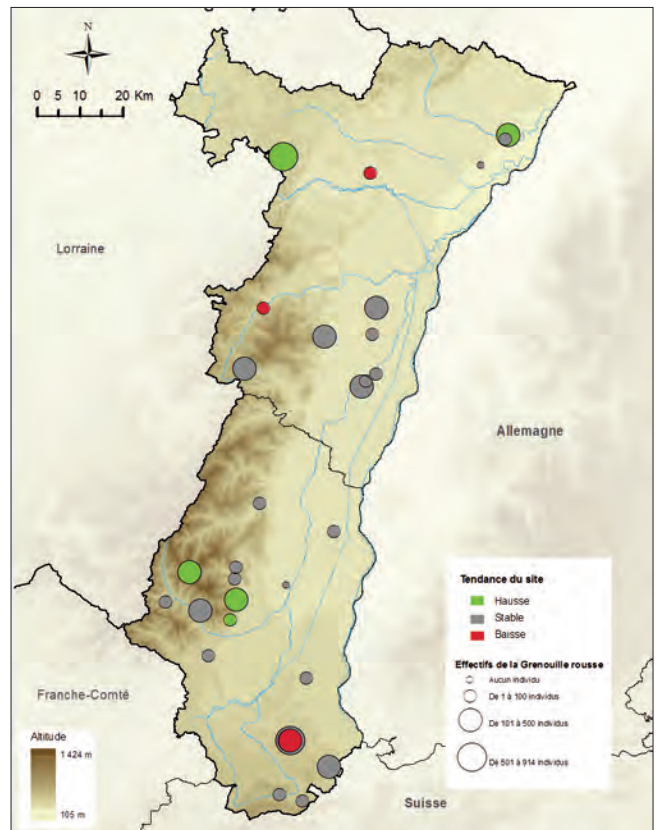 N
0 5 10 20 Km
Lorraine
Allemagne
Franche-Comté
Suisse
Altitude
1 424 m
105 m
Tendance du site
Hausse
Stable
Baisse
Effectifs de la Grenouille rousse
Aucun individu
De 1 à 100 individus
De 101 à 500 individus
De 501 à 914 individus